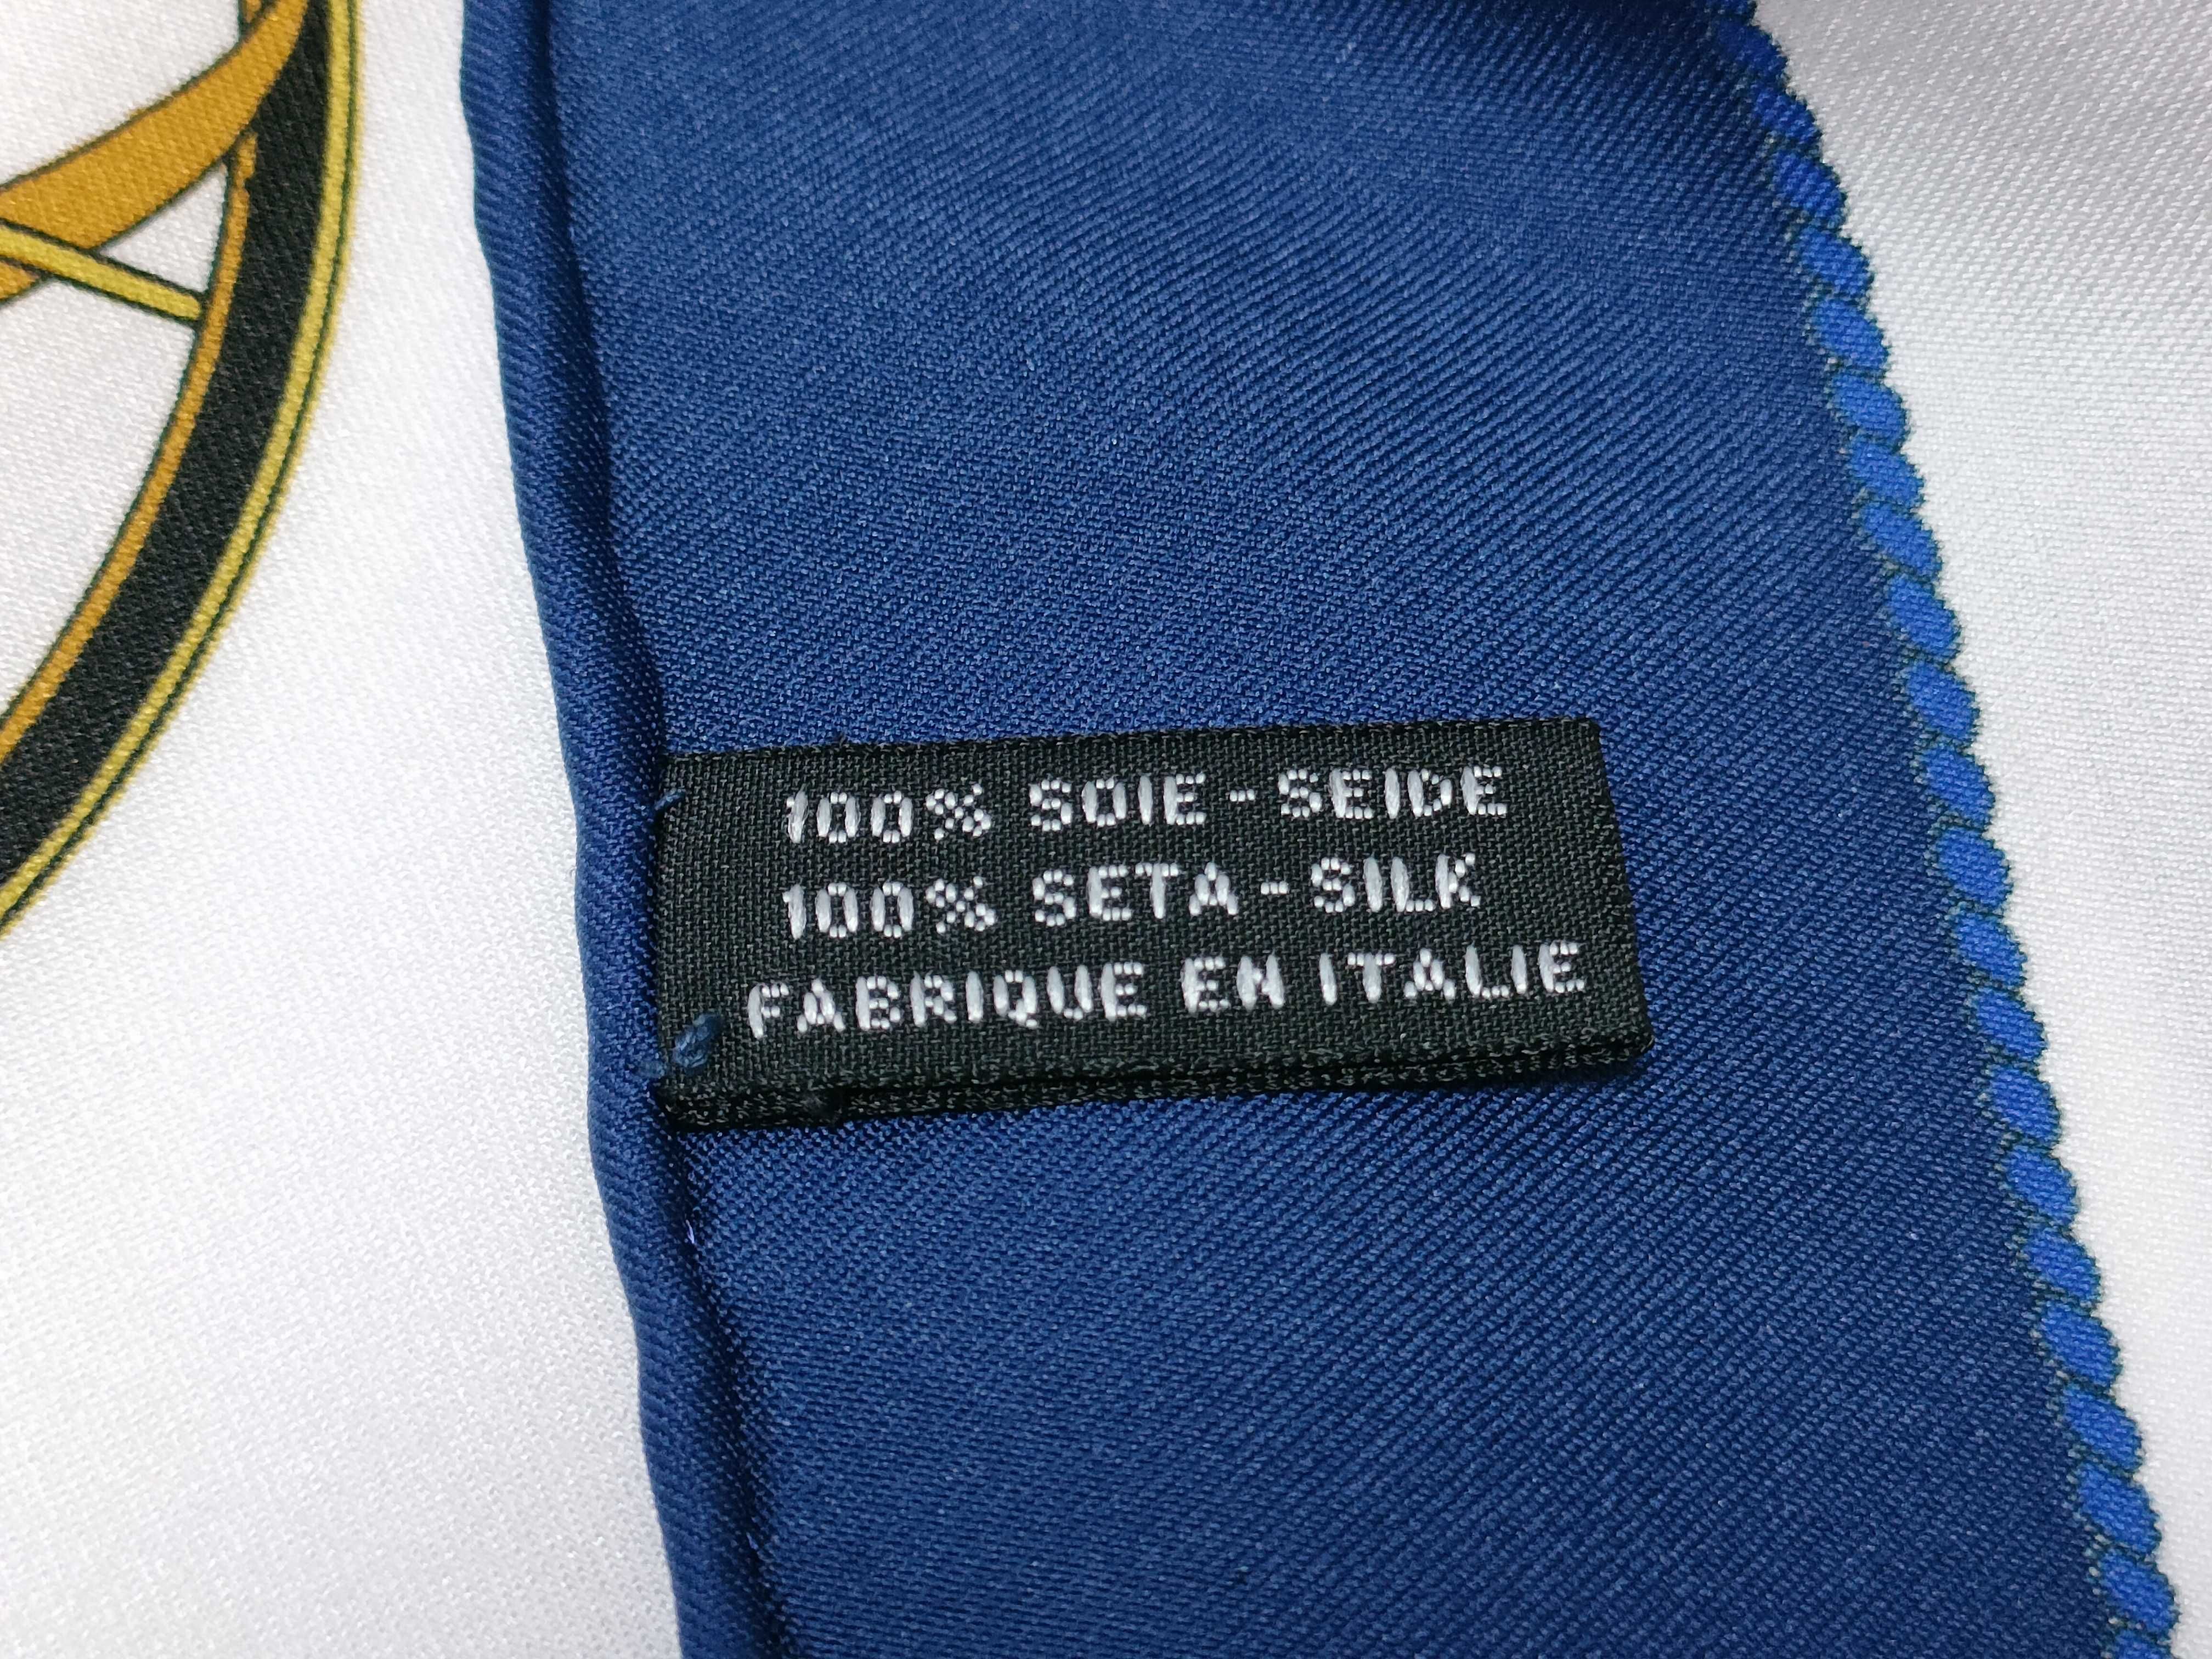 100% SOIE - SEIDE
100% SETA - SILK
FABRIQUE EN ITALIE